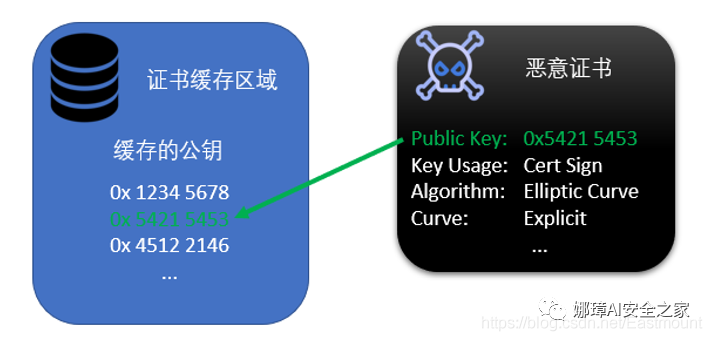 证书缓存区域
缓存的公钥
0x 1234 5678
0x 5421 5453
0x 4512 2146
...
恶意证书
Public Key: 0x5421 5453
Key Usage: Cert Sign
Algorithm: Elliptic Curve
Curve: Explicit
...
娜璋AI安全之家
https://blog.csdn.net/Eastmount